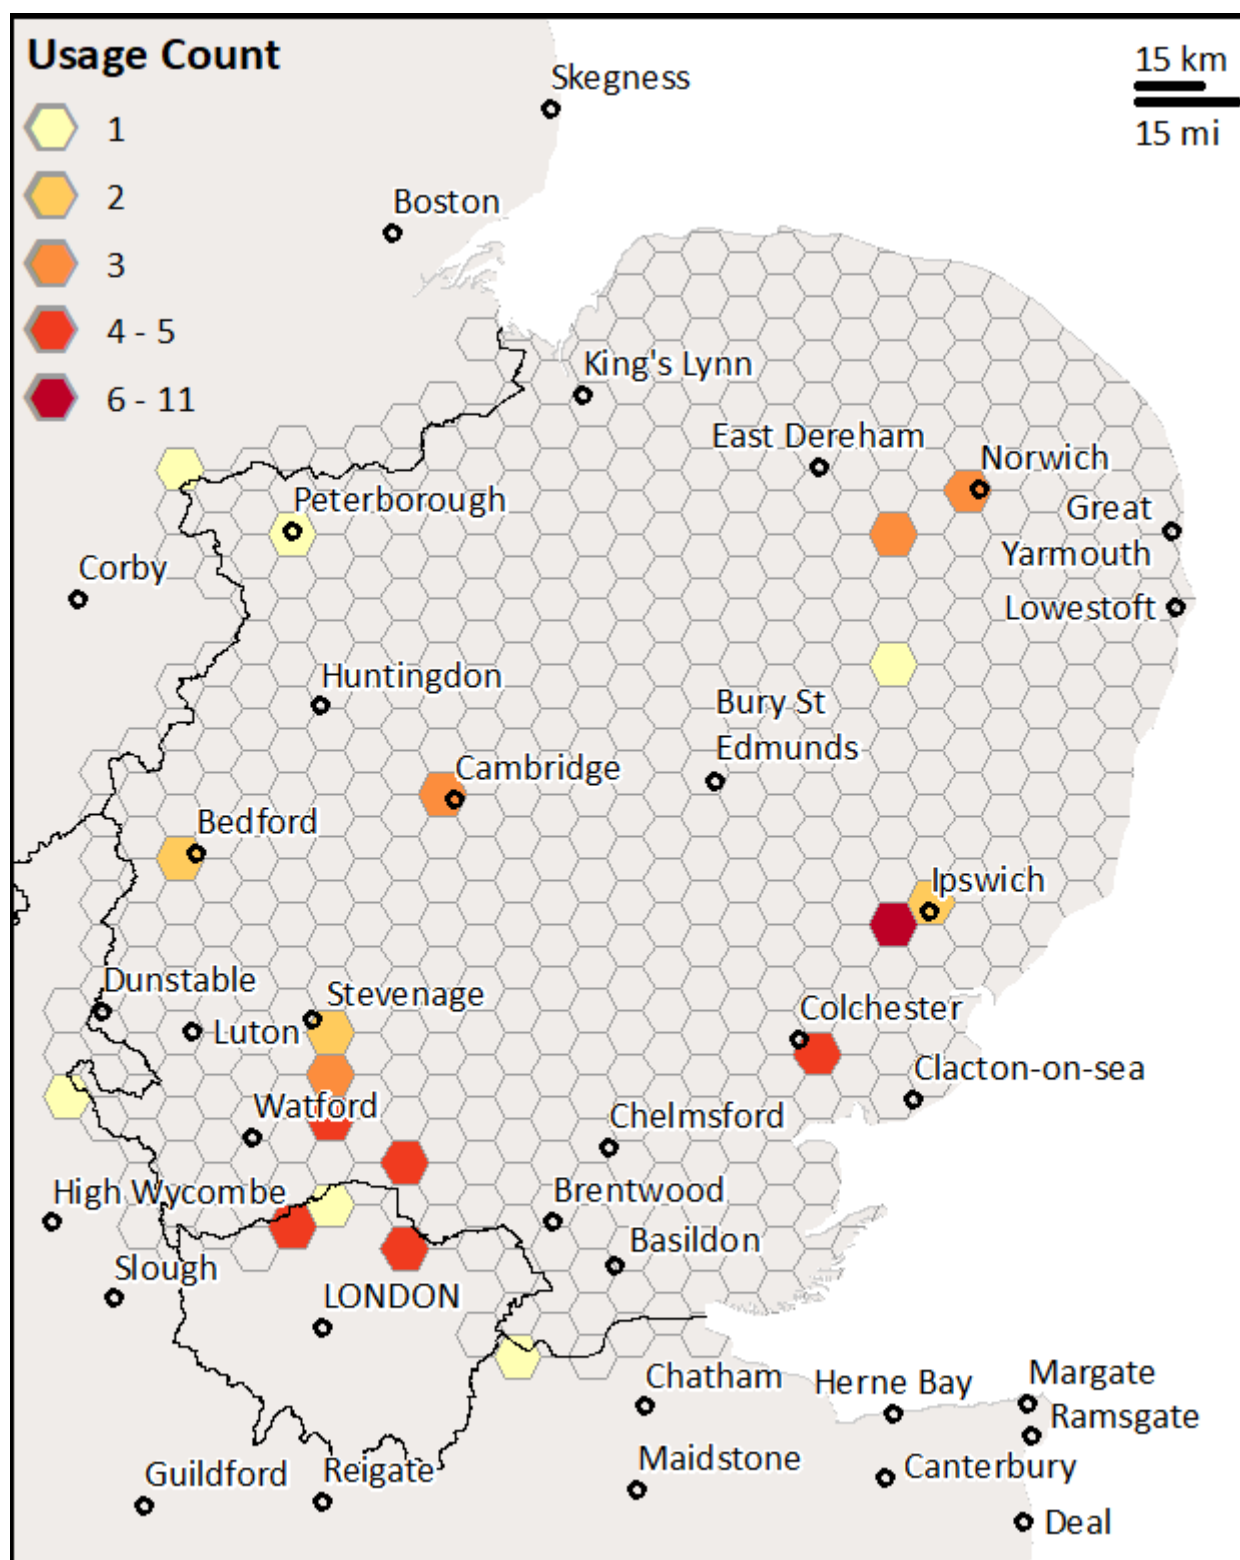 Usage Count
1
2
3
4 - 5
6 - 11
15 km
15 mi
Skegness
Boston
King's Lynn
East Dereham
Norwich
Peterborough
Great
Yarmouth
Corby
Lowestoft
Huntingdon
Bury St
Edmunds
Cambridge
Bedford
Ipswich
Dunstable
Stevenage
Luton
Colchester
Clacton-on-sea
Watford
Chelmsford
High Wycombe
Brentwood
Basildon
Slough
LONDON
Chatham
Herne Bay
Margate
Ramsgate
Maidstone
Canterbury
Guildford
Reigate
Deal